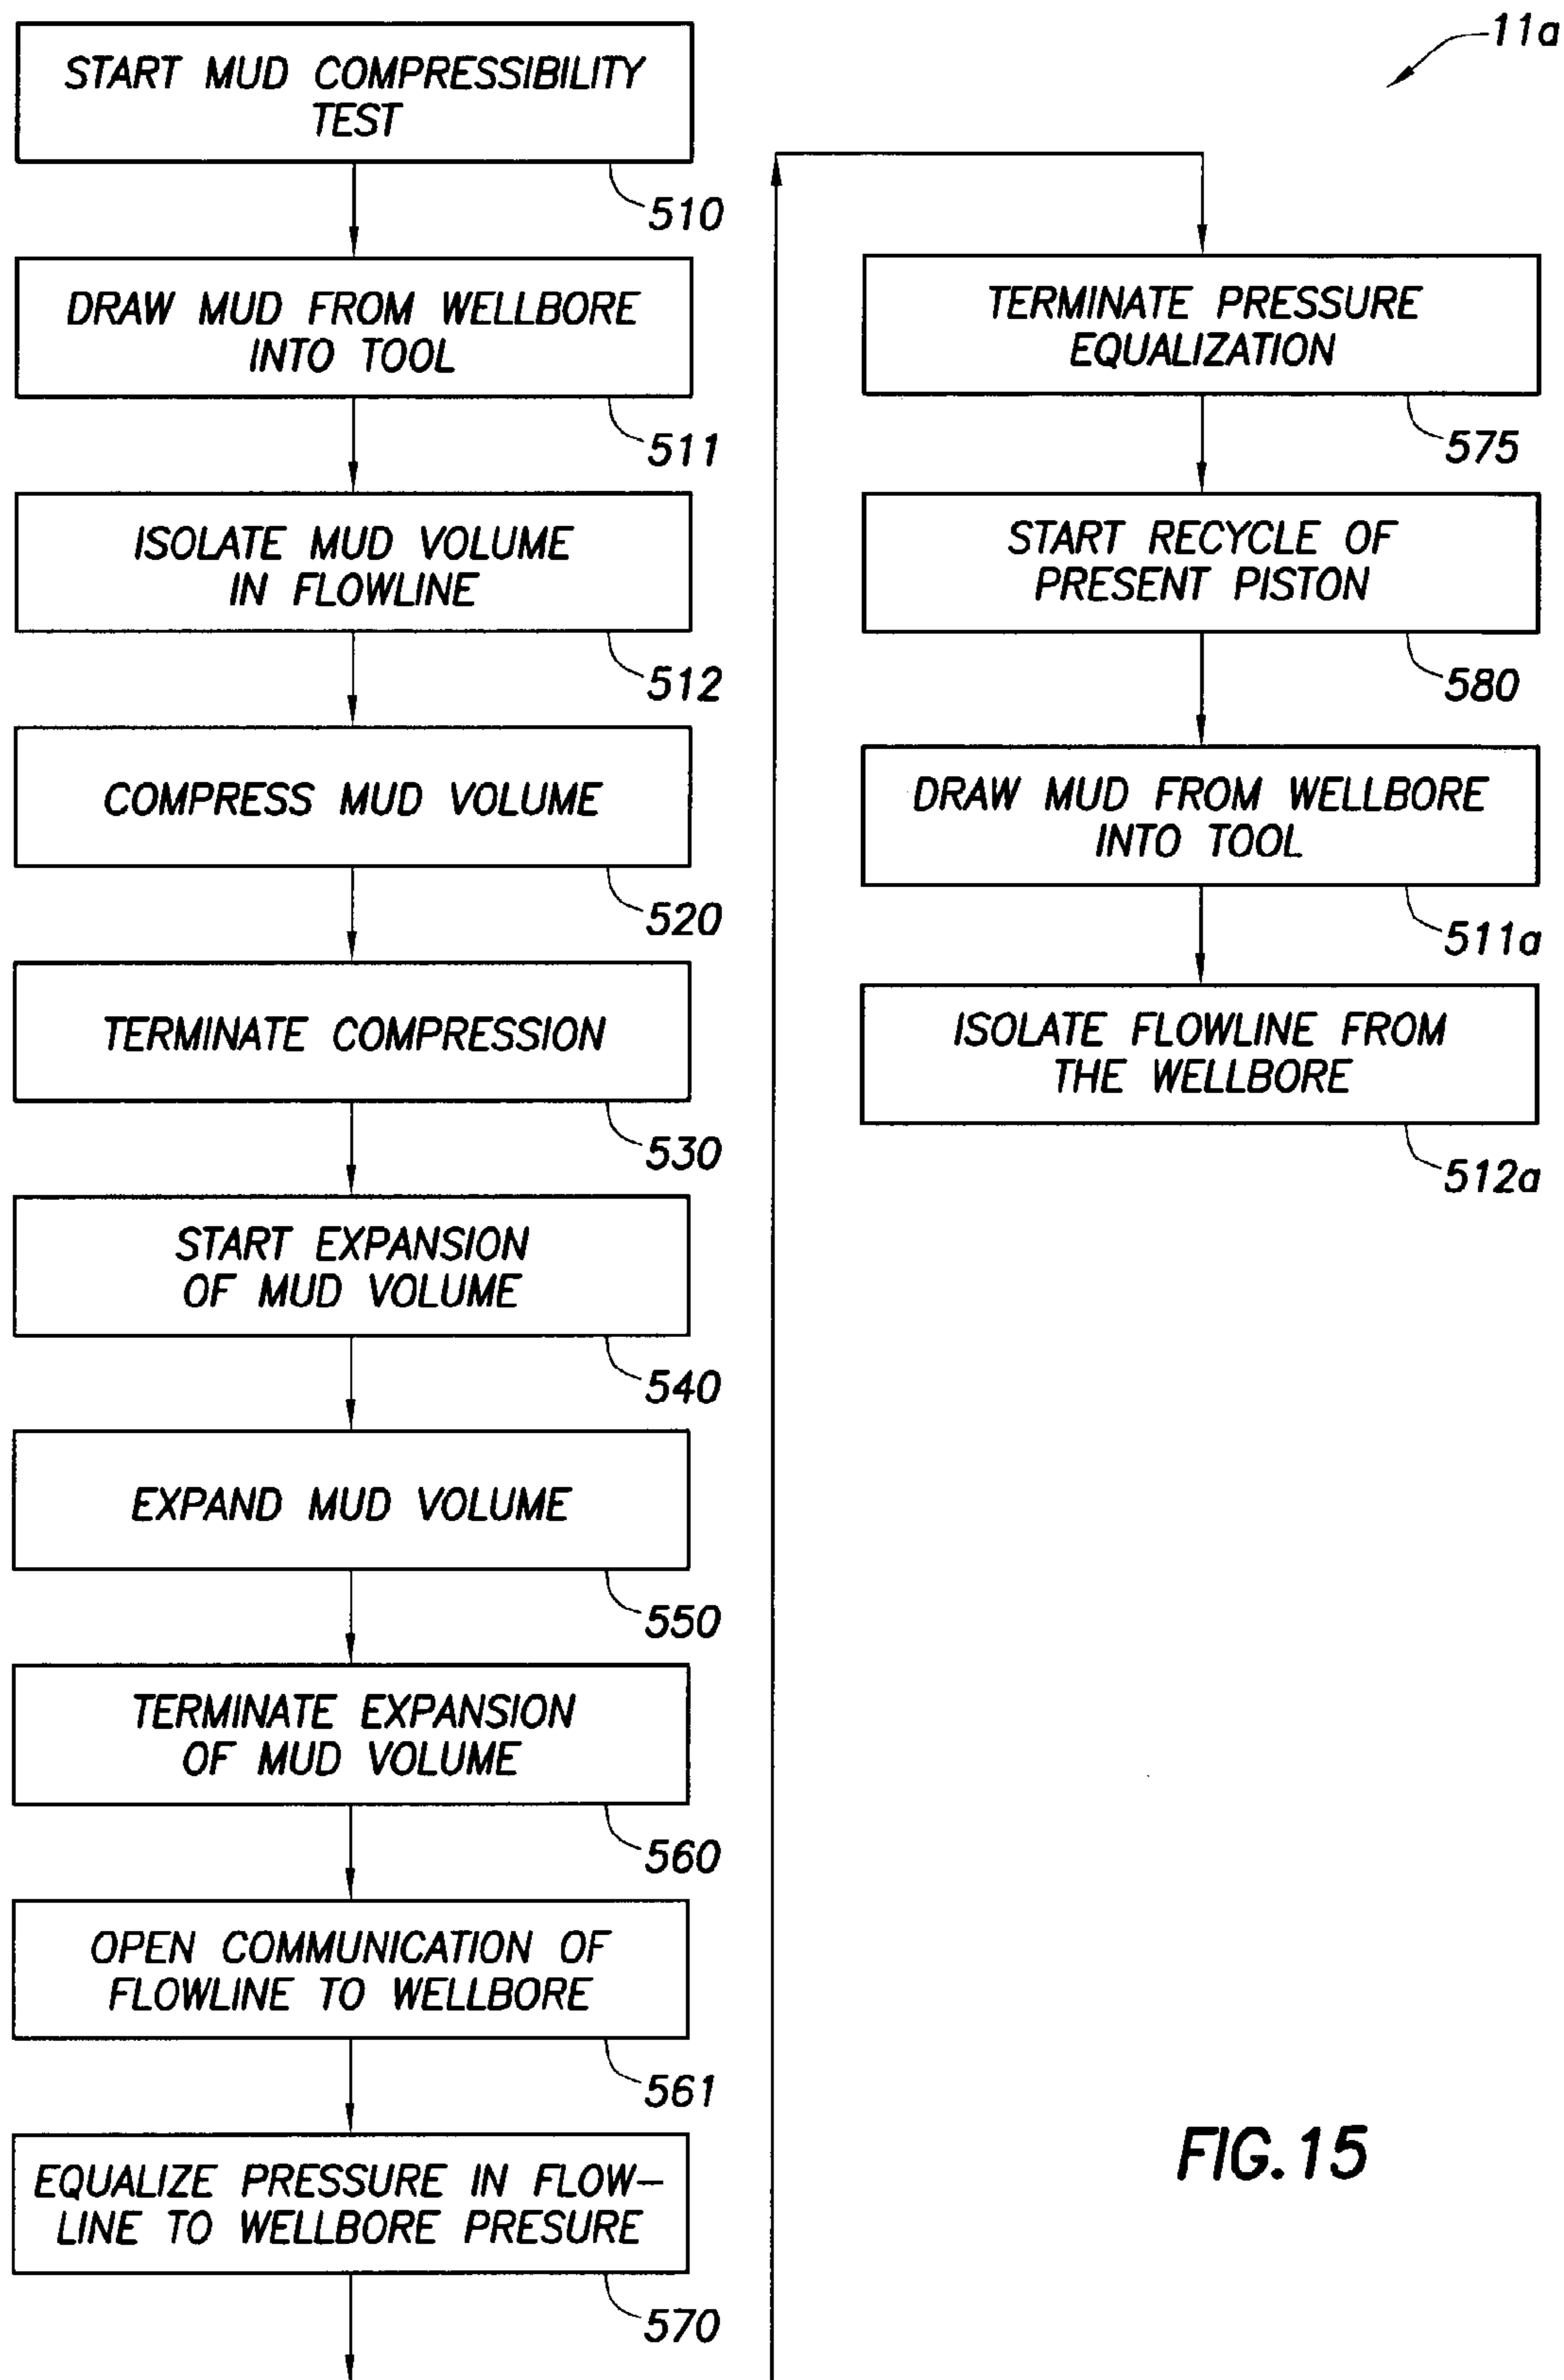 START MUD COMPRESSIBILITY
TEST
510
DRAW MUD FROM WELLBORE
INTO TOOL
511
ISOLATE MUD VOLUME
IN FLOWLINE
512
COMPRESS MUD VOLUME
520
TERMINATE COMPRESSION
530
START EXPANSION
OF MUD VOLUME
540
EXPAND MUD VOLUME
550
TERMINATE EXPANSION
OF MUD VOLUME
560
OPEN COMMUNICATION OF
FLOWLINE TO WELLBORE
561
EQUALIZE PRESSURE IN FLOW-
LINE TO WELLBORE PRESURE
570
11a
TERMINATE PRESSURE
EQUALIZATION
575
START RECYCLE OF
PRESENT PISTON
580
DRAW MUD FROM WELLBORE
INTO TOOL
511a
ISOLATE FLOWLINE FROM
THE WELLBORE
512a
FIG.15